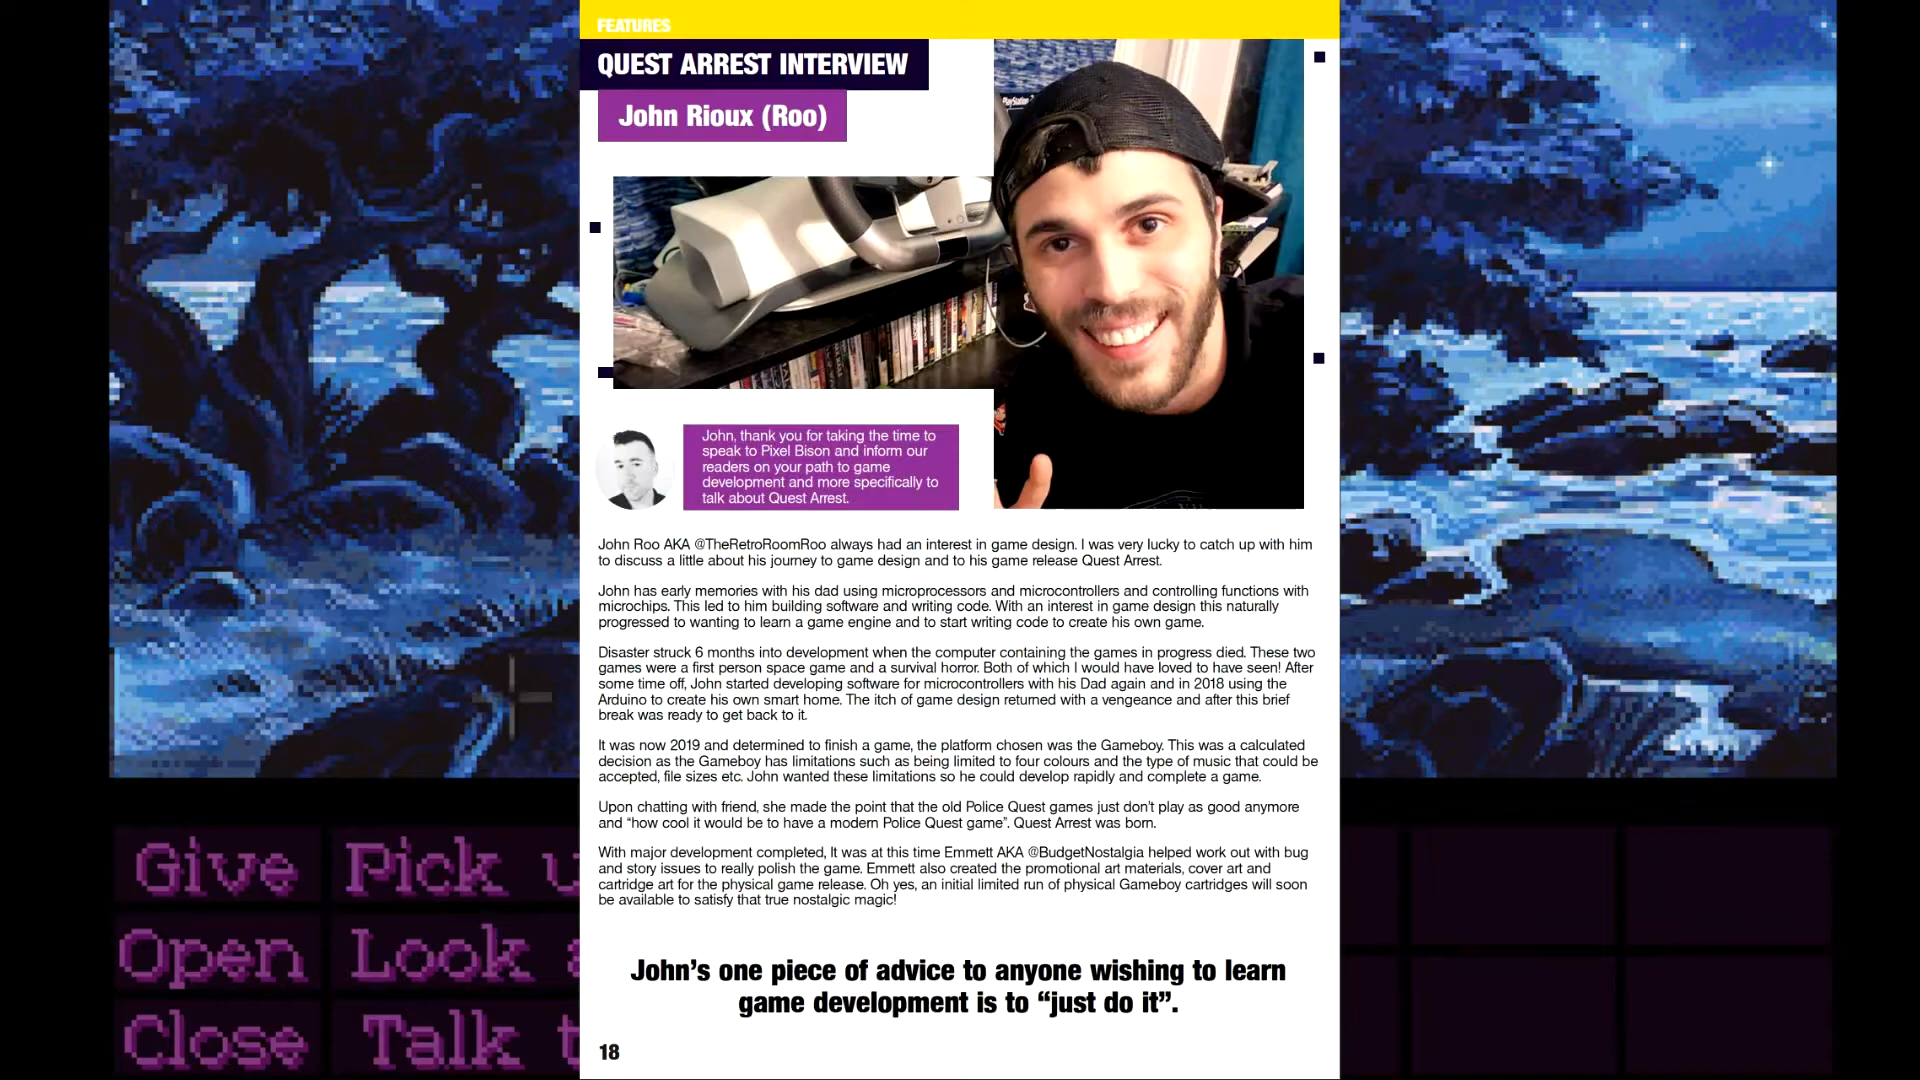 FEATURES
QUEST ARREST INTERVIEW
John Rioux (Roo)
PlayStation
John, thank you for taking the time to
speak to Pixel Bison and inform our
readers on your path to game
development and more specifically to
talk about Quest Arrest.
John Roo AKA @TheRetroRoomRoo always had an interest in game design. I was very lucky to catch up with him
to discuss a little about his journey to game design and to his game release Quest Arrest.
John has early memories with his dad using microprocessors and microcontrollers and controlling functions with
microchips. This led to him building software and writing code. With an interest in game design this naturally
progressed to wanting to learn a game engine and to start writing code to create his own game.
Disaster struck 6 months into development when the computer containing the games in progress died. These two
games were a first person space game and a survival horror. Both of which I would have loved to have seen! After
some time off, John started developing software for microcontrollers with his Dad again and in 2018 using the
Arduino to create his own smart home. The itch of game design returned with a vengeance and after this brief
break was ready to get back to it.
It was now 2019 and determined to finish a game, the platform chosen was the Gameboy. This was a calculated
decision as the Gameboy has limitations such as being limited to four colours and the type of music that could be
accepted, file sizes etc. John wanted these limitations so he could develop rapidly and complete a game.
Upon chatting with friend, she made the point that the old Police Quest games just don't play as good anymore
and “how cool it would be to have a modern Police Quest game”. Quest Arrest was born.
With major development completed, It was at this time Emmett AKA @BudgetNostalgia helped work out with bug
and story issues to really polish the game. Emmett also created the promotional art materials, cover art and
cartridge art for the physical game release. Oh yes, an initial limited run of physical Gameboy cartridges will soon
be available to satisfy that true nostalgic magic!
John’s one piece of advice to anyone wishing to learn
game development is to “just do it”.
18
Give Pick u
Open Look a
Close Talk t